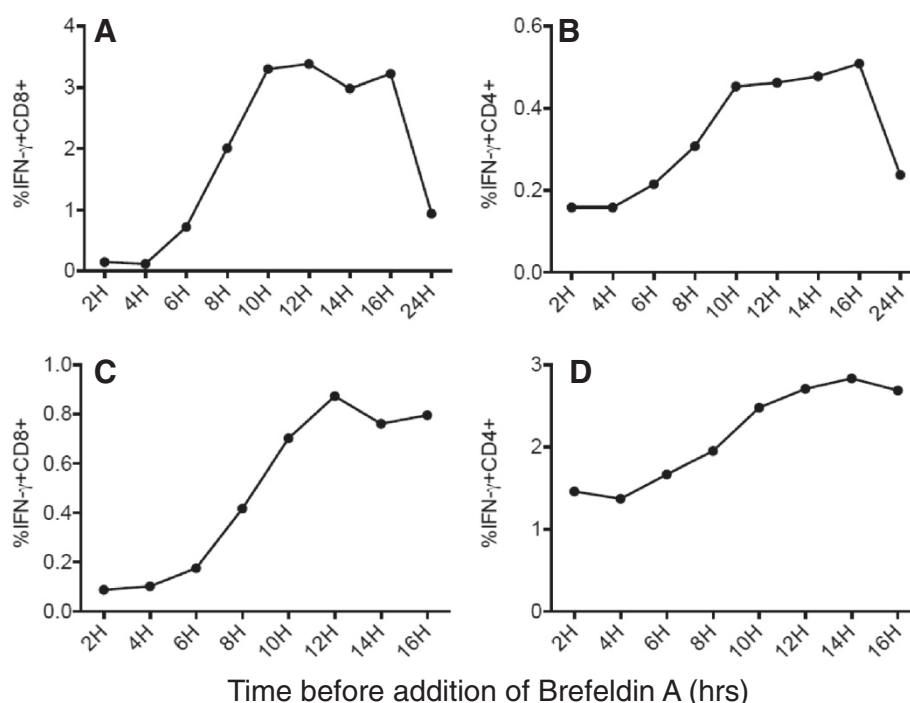 A
%IFN-γ+CD8+
4
3
2
1
0
2H 4H 6H 8H 10H 12H 14H 16H 24H
B
%IFN-γ+CD4+
0.6
0.4
0.2
0.0
2H 4H 6H 8H 10H 12H 14H 16H 24H
C
%IFN-γ+CD8+
1.0
0.8
0.6
0.4
0.2
0.0
2H 4H 6H 8H 10H 12H 14H 16H
D
%IFN-γ+CD4+
3
2
1
0
2H 4H 6H 8H 10H 12H 14H 16H
Time before addition of Brefeldin A (hrs)